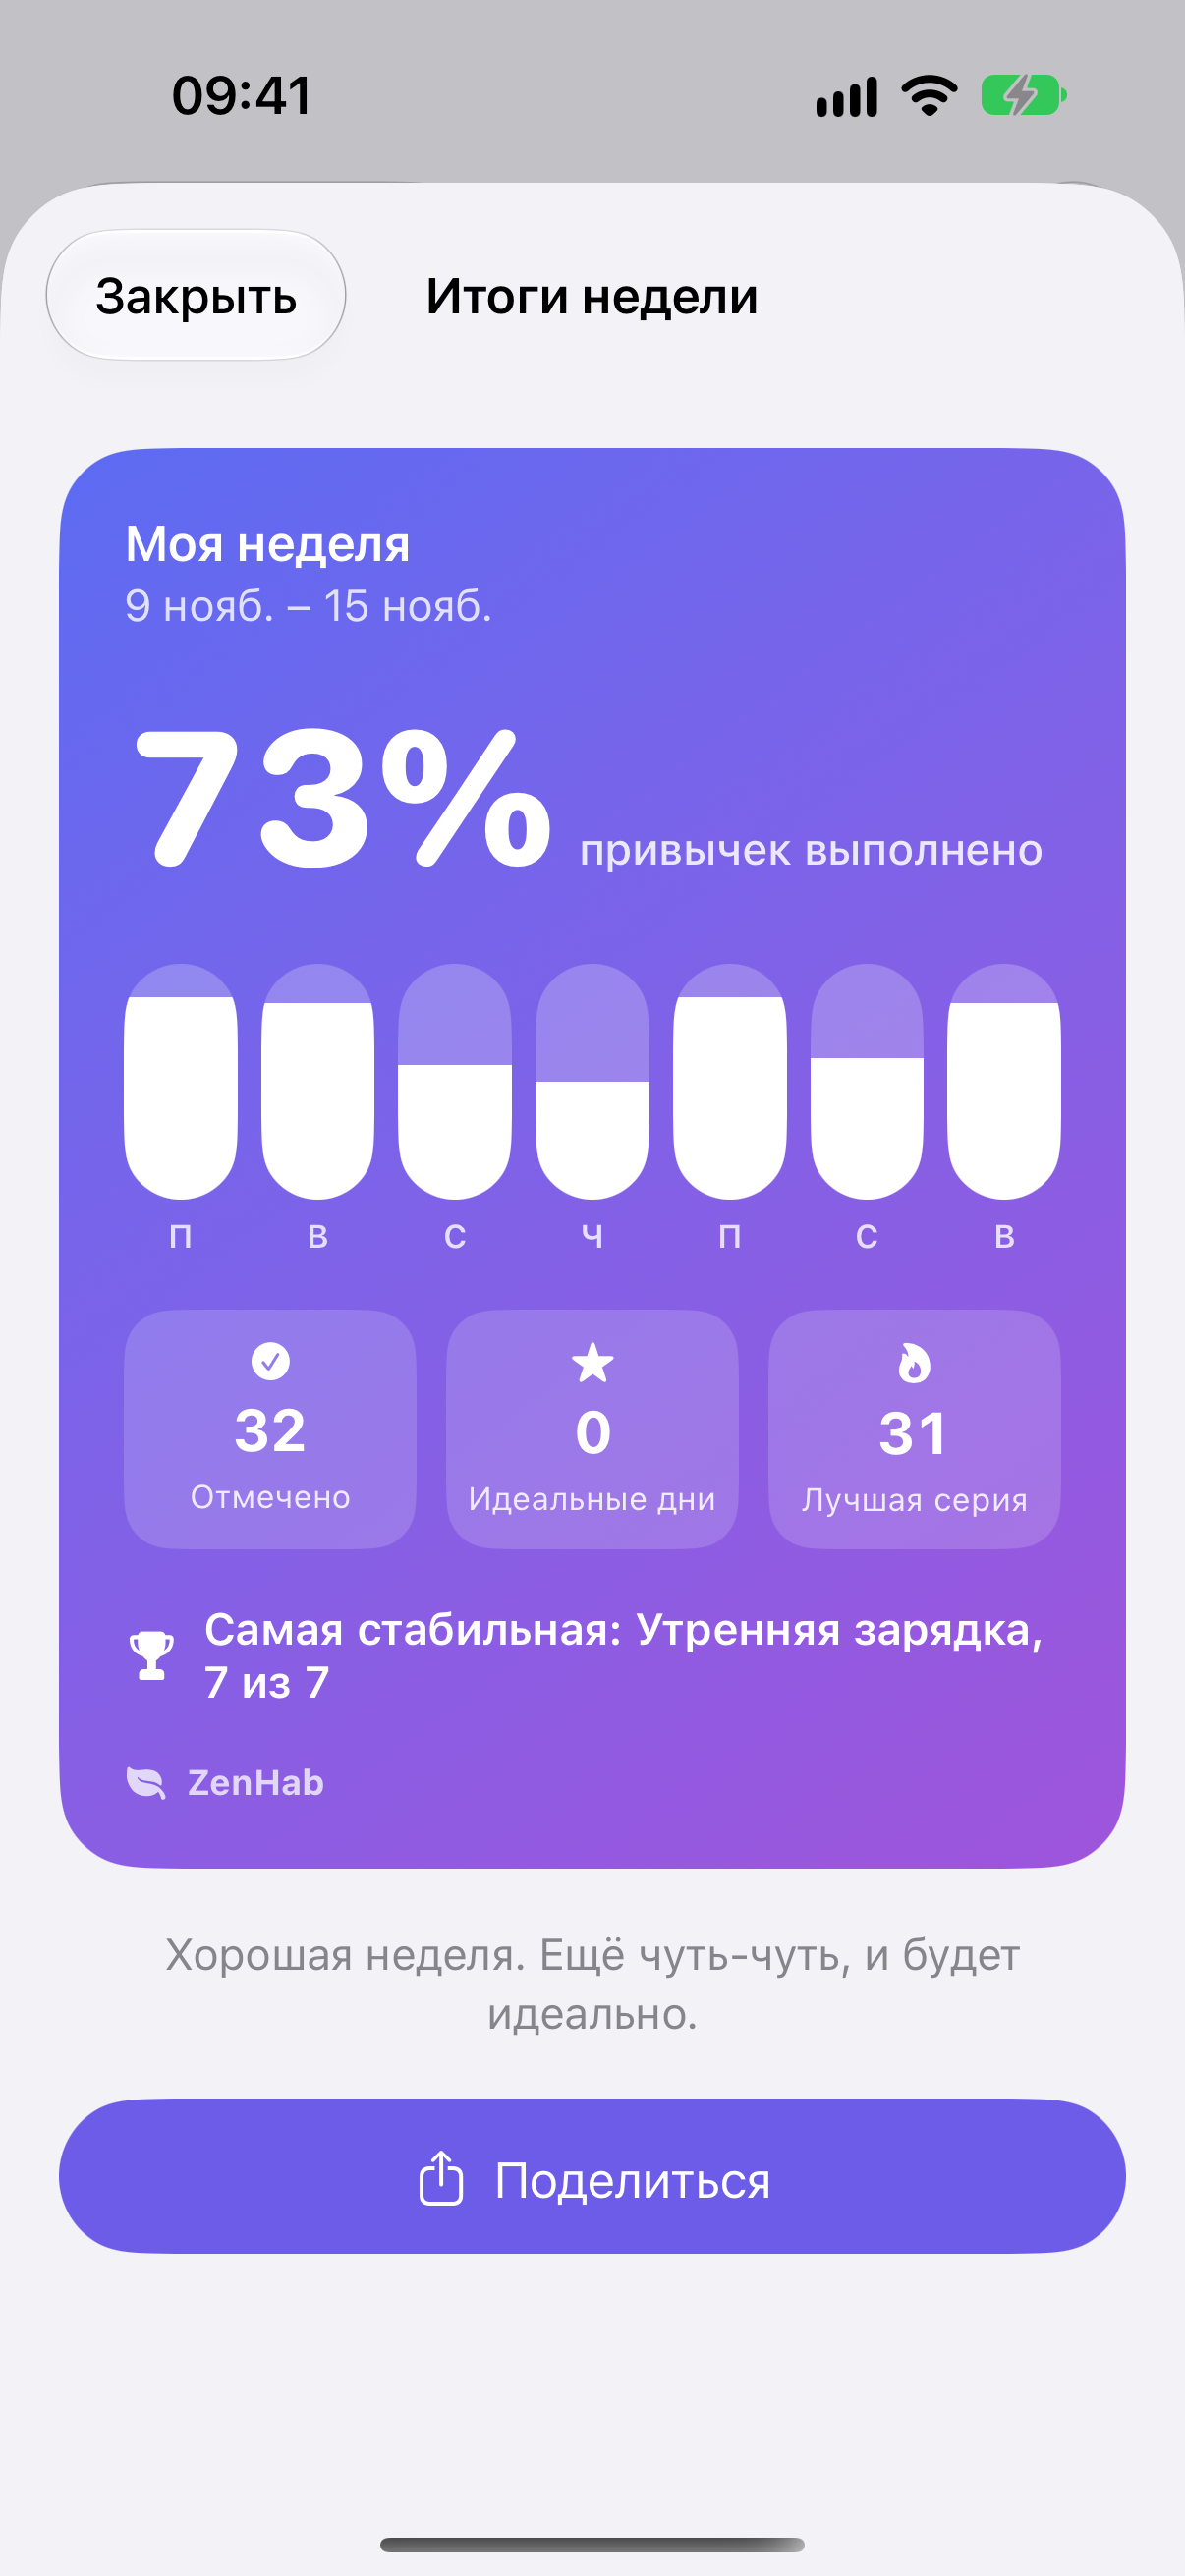 09:41
Закрыть
Итоги недели
Моя неделя
9 нояб. – 15 нояб.
73% привычек выполнено
п в с ч п с в
32 0 31
Отмечено Идеальные дни Лучшая серия
Самая стабильная: Утренняя зарядка,
7 из 7
ZenHab
Хорошая неделя. Ещё чуть-чуть, и будет
идеально.
Поделиться